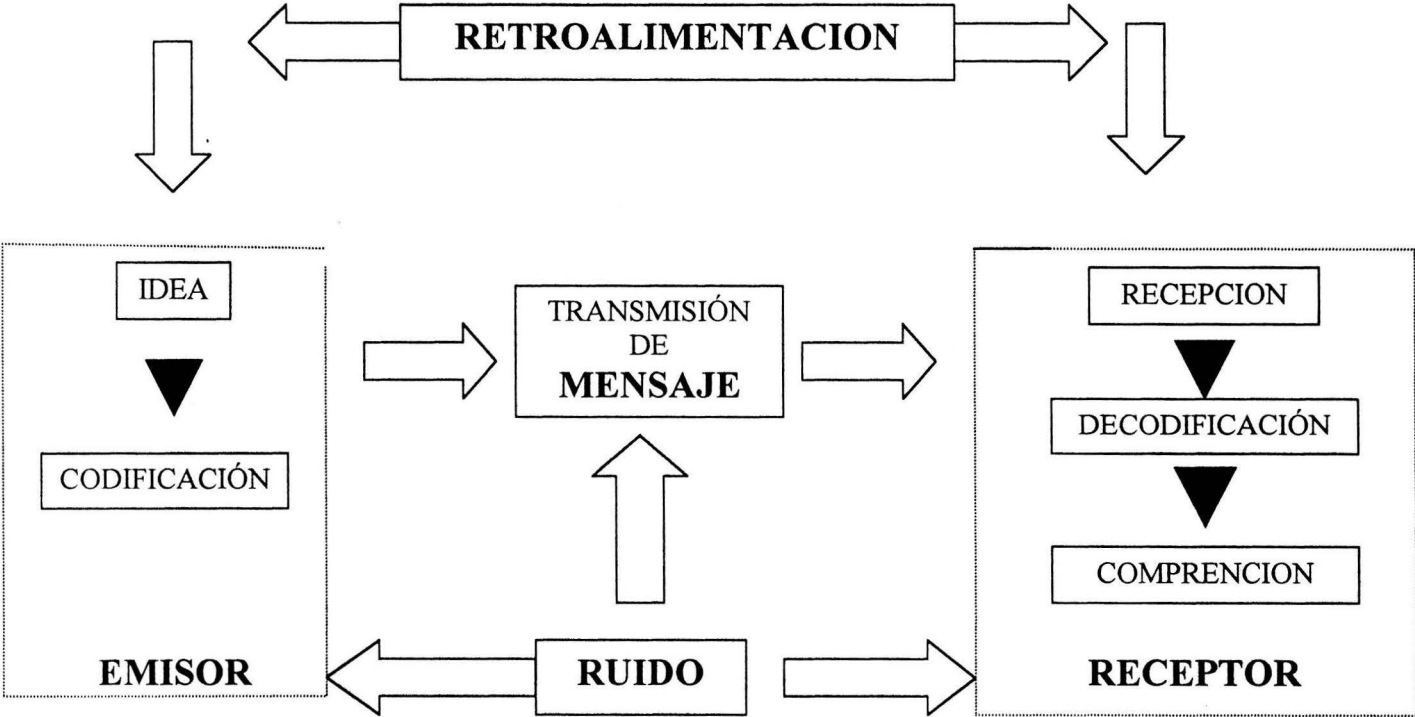 RETROALIMENTACION
IDEA
CODIFICACIÓN
EMISOR
TRANSMISIÓN
DE
MENSAJE
RUIDO
RECEPCION
DECODIFICACIÓN
COMPRENCION
RECEPTOR